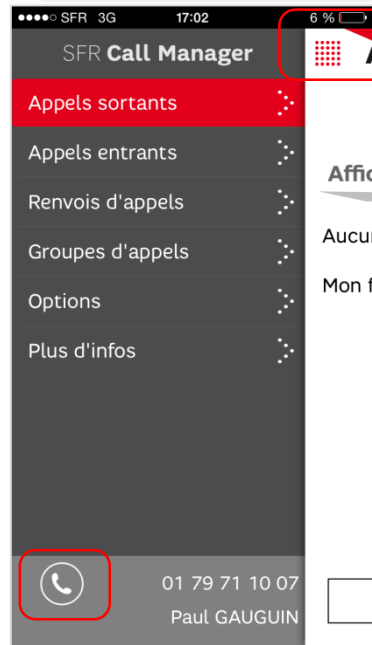 SFR 3G 17:02 6 %
SFR Call Manager
Appels sortants
Appels entrants
Renvois d'appels
Groupes d'appels
Options
Plus d'infos
Mon
01 79 71 10 07
Paul GAUGUIN